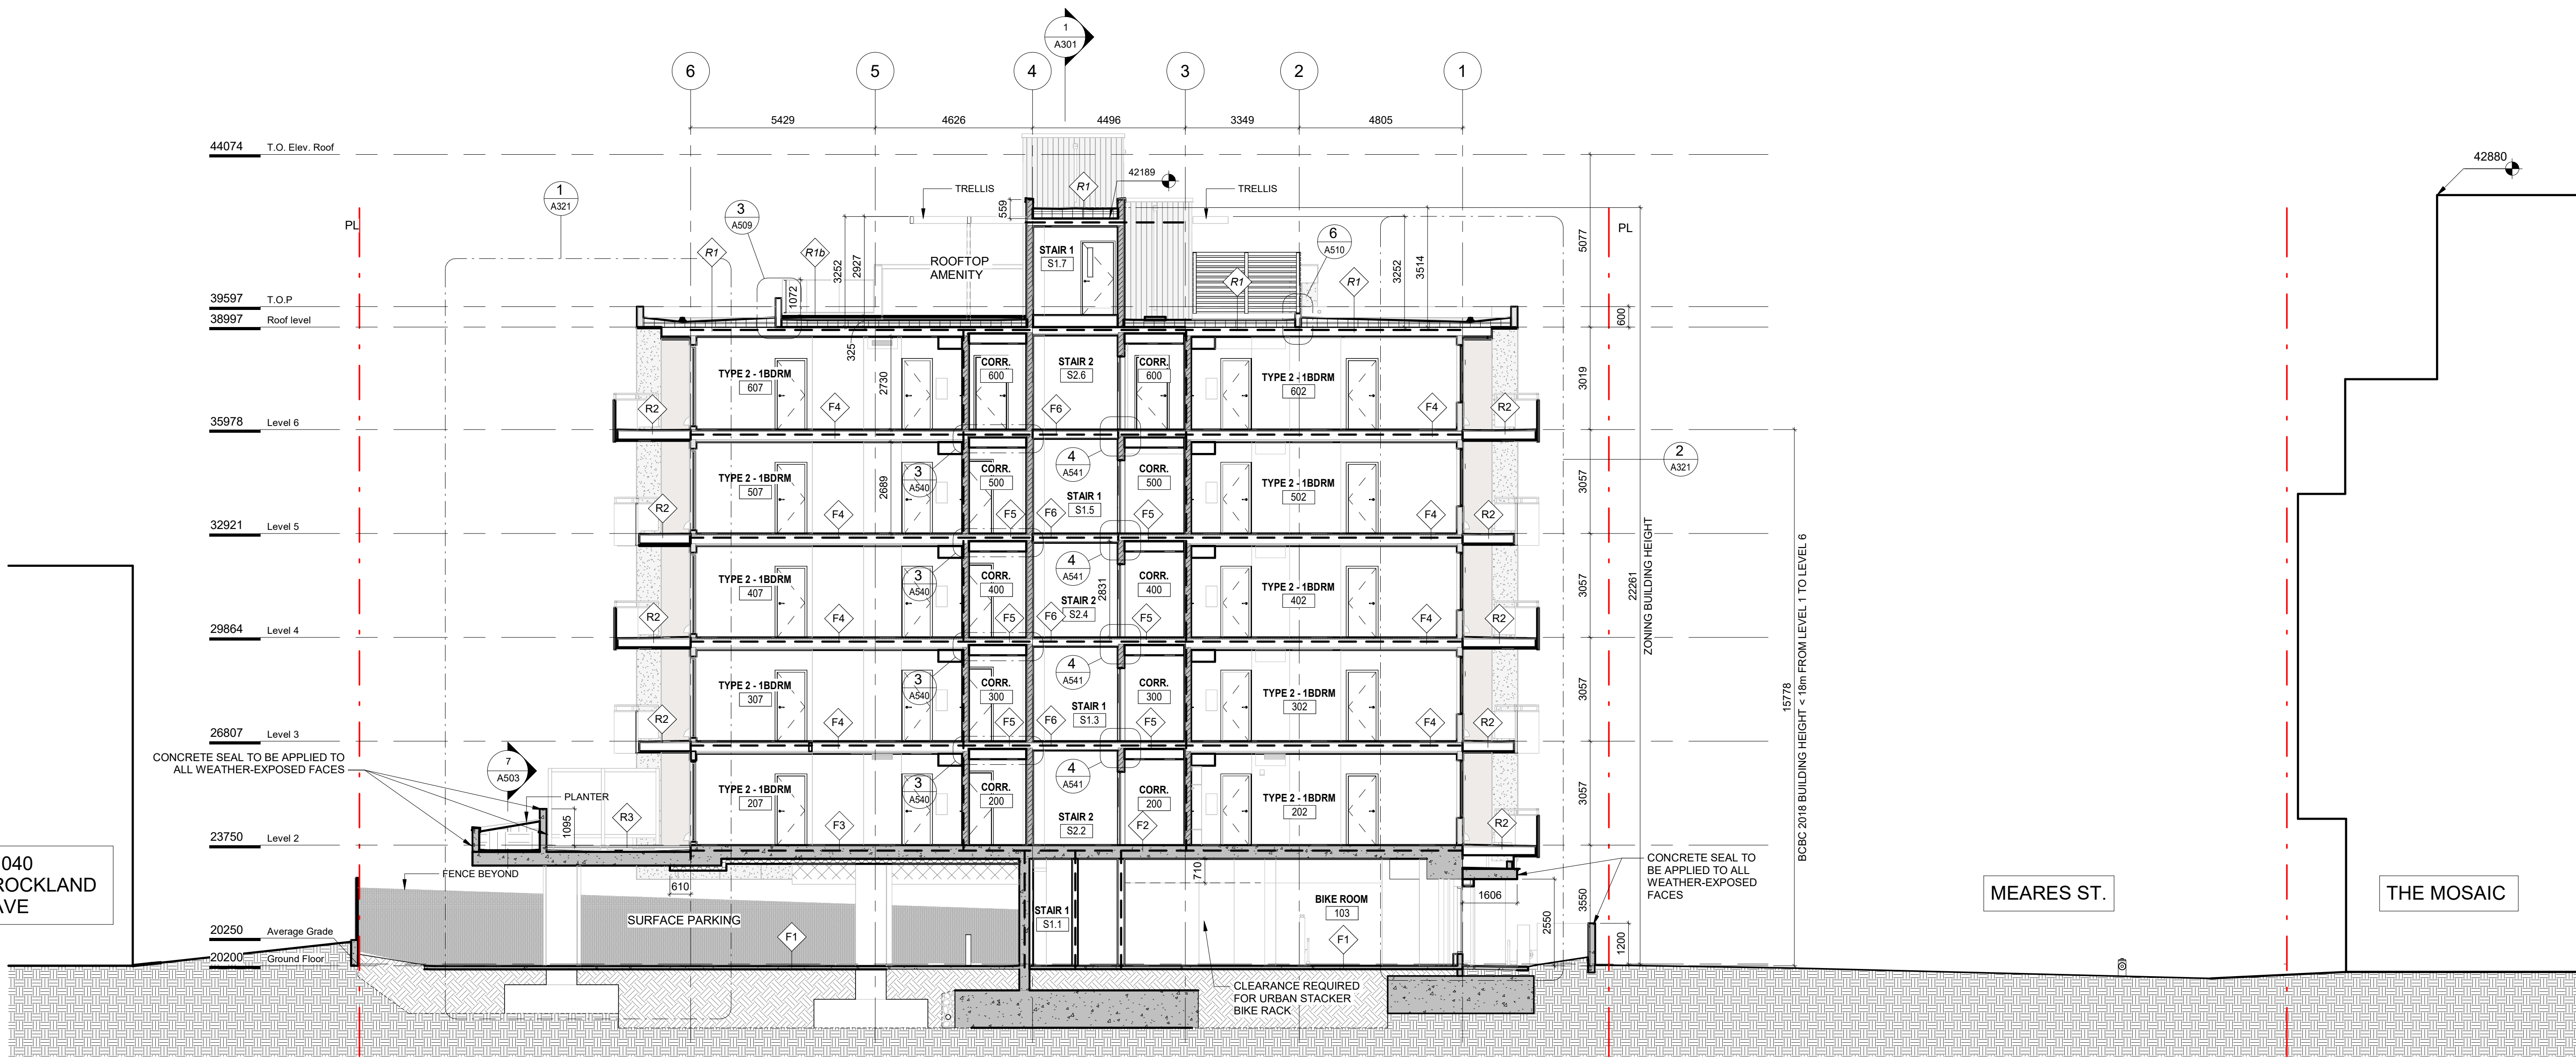 1
A301
6
5
4
3
2
1
5429
4626
4496
3349
4805
44074 T.O. Elev. Roof
42880
1
A321
3
A509
PL
R1
R1b
TRELLIS
559
R1
42189
TRELLIS
6
A510
PL
3252
2927
ROOFTOP
AMENITY
STAIR 1
S1.7
R1
R1
3252
3514
5077
1072
39597 T.O.P
38997 Roof level
600
325
TYPE 2 - 1BDRM
607
2730
CORR.
600
STAIR 2
S2.6
CORR.
600
TYPE 2 - 1BDRM
602
3019
R2
F4
F6
F4
R2
35978 Level 6
2
A321
TYPE 2 - 1BDRM
507
2689
3
A540
CORR.
500
4
A541
STAIR 1
S1.5
CORR.
500
TYPE 2 - 1BDRM
502
3057
R2
F4
F5
F6
F5
F4
R2
32921 Level 5
TYPE 2 - 1BDRM
407
3
A540
CORR.
400
4
A541
2831
STAIR 2
S2.4
CORR.
400
TYPE 2 - 1BDRM
402
3057
22261
ZONING BUILDING HEIGHT
R2
F4
F5
F6
F5
F4
R2
29864 Level 4
TYPE 2 - 1BDRM
307
3
A540
CORR.
300
4
A541
STAIR 1
S1.3
CORR.
300
TYPE 2 - 1BDRM
302
3057
15778
BCBC 2018 BUILDING HEIGHT < 18m FROM LEVEL 1 TO LEVEL 6
R2
F4
F5
F6
F5
F4
R2
26807 Level 3
CONCRETE SEAL TO BE APPLIED TO
ALL WEATHER-EXPOSED FACES
7
A503
PLANTER
1095
R3
TYPE 2 - 1BDRM
207
3
A540
CORR.
200
4
A541
STAIR 2
S2.2
CORR.
200
TYPE 2 - 1BDRM
202
3057
F3
F2
R2
23750 Level 2
040
ROCKLAND
AVE
FENCE BEYOND
610
SURFACE PARKING
F1
STAIR 1
S1.1
710
BIKE ROOM
103
F1
1606
2550
3550
1200
CONCRETE SEAL TO
BE APPLIED TO ALL
WEATHER-EXPOSED
FACES
MEARES ST.
THE MOSAIC
20250 Average Grade
20200 Ground Floor
CLEARANCE REQUIRED
FOR URBAN STACKER
BIKE RACK